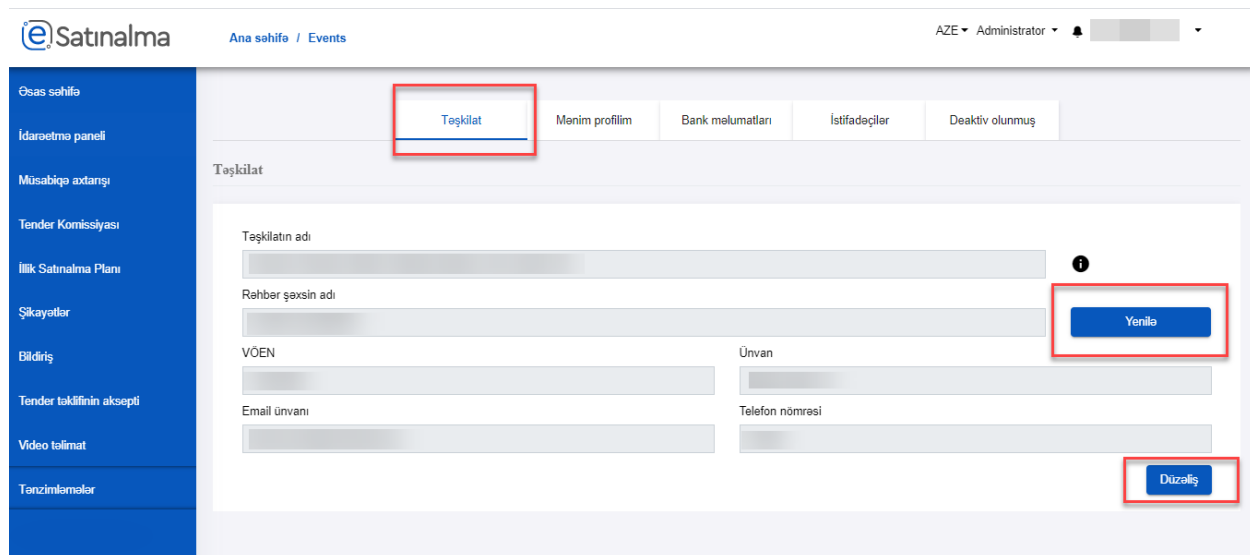 eSatınalma
Ana səhifə / Events
AZE Administrator
Əsas səhifə
İdarəetmə paneli
Müsabiqə axtarışı
Tender Komissiyası
İllik Satınalma Planı
Şikayətlər
Bildiriş
Tender təklifinin aksepti
Video təlimat
Tənzimləmələr
Təşkilat Mənim profilim Bank məlumatları İstifadəçilər Deaktiv olunmuş
Təşkilat
Təşkilatın adı
Rəhbər şəxsin adı
Yenilə
VÖEN Ünvan
Email ünvanı Telefon nömrəsi
Düzəliş